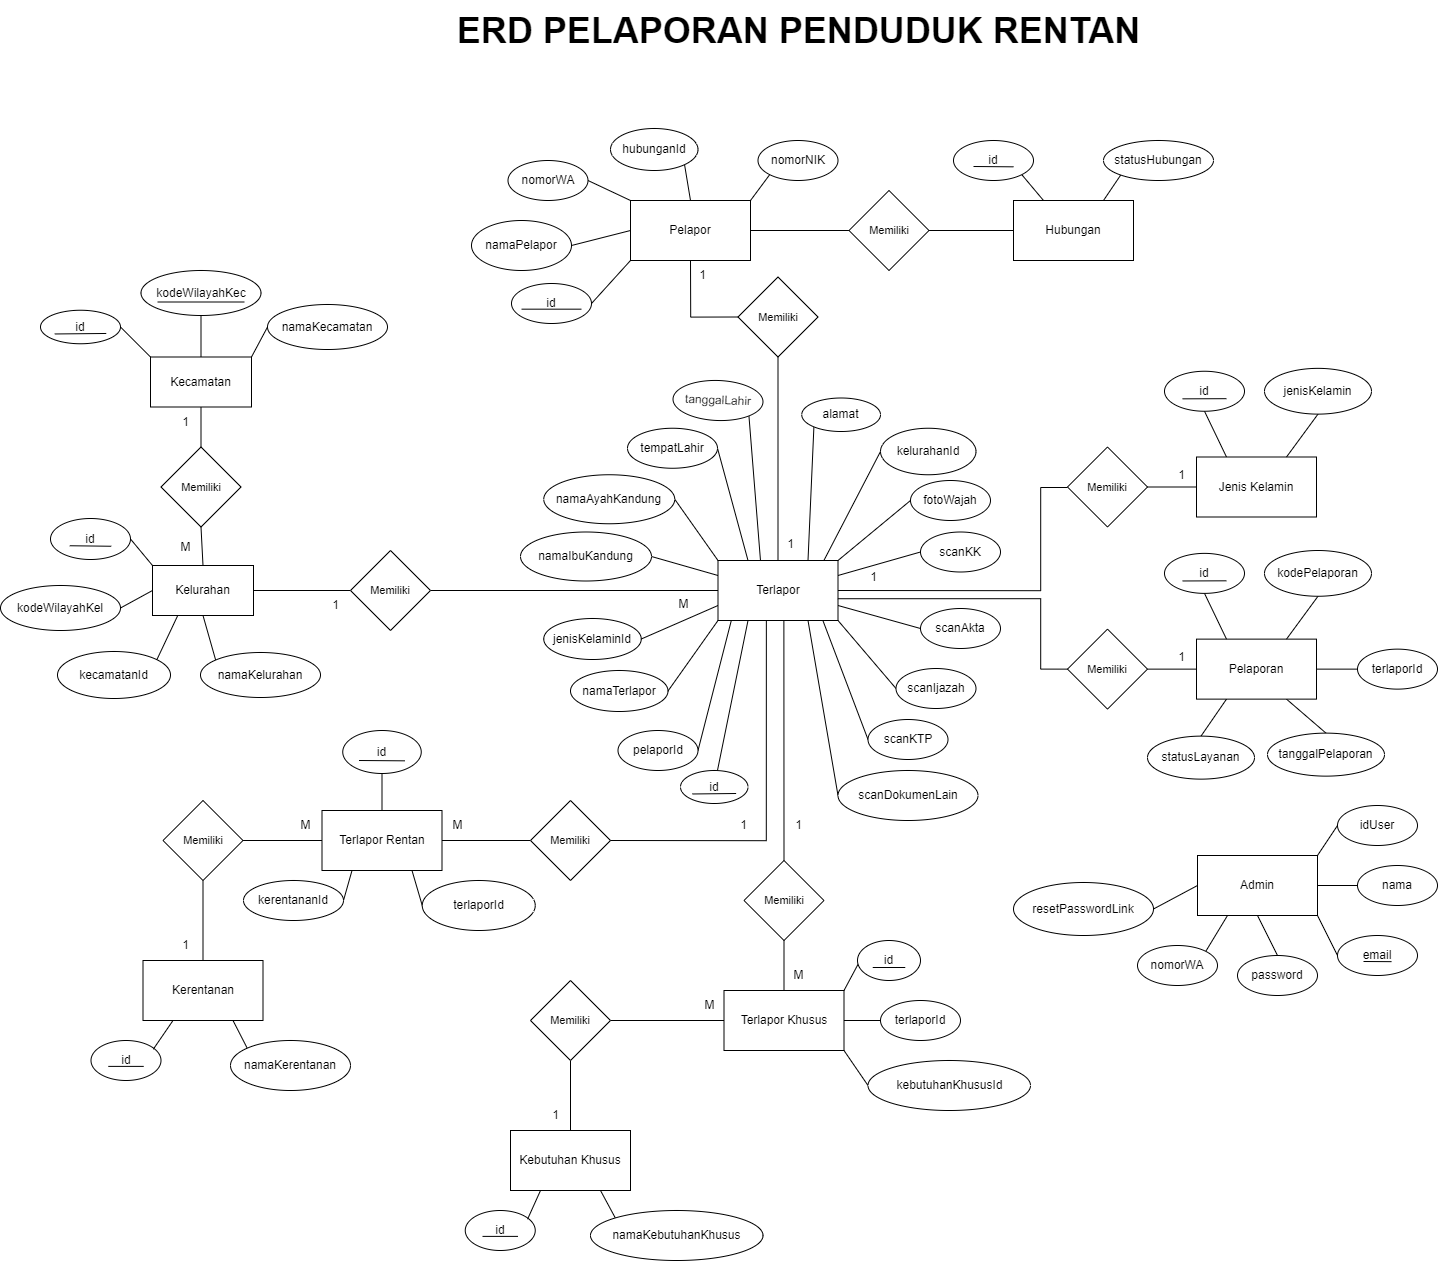 ERD PELAPORAN PENDUDUK RENTAN
hubunganId
nomorNIK
nomorWA
namaPelapor
id
Pelapor
1
Memiliki
id
statusHubungan
Hubungan
Memiliki
kodeWilayahKec
id
namaKecamatan
Kecamatan
1
Memiliki
M
id
kodeWilayahKel
Kelurahan
kecamatanId
namaKelurahan
1
Memiliki
M
tanggalLahir
alamat
tempatLahir
kelurahanId
namaAyahKandung
fotoWajah
namaIbuKandung
scanKK
1
1
Terlapor
jenisKelaminId
scanAkta
namaTerlapor
scanIjazah
pelaporId
scanKTP
id
scanDokumenLain
id
jenisKelamin
Memiliki
1
Jenis Kelamin
id
kodePelaporan
Memiliki
1
Pelaporan
terlaporId
statusLayanan
tanggalPelaporan
id
Memiliki
M
Terlapor Rentan
M
Memiliki
1
1
kerentananId
terlaporId
1
Kerentanan
id
namaKerentanan
Memiliki
M
id
Memiliki
M
Terlapor Khusus
terlaporId
kebutuhanKhususId
1
Kebutuhan Khusus
id
namaKebutuhanKhusus
idUser
Admin
nama
resetPasswordLink
nomorWA
password
email